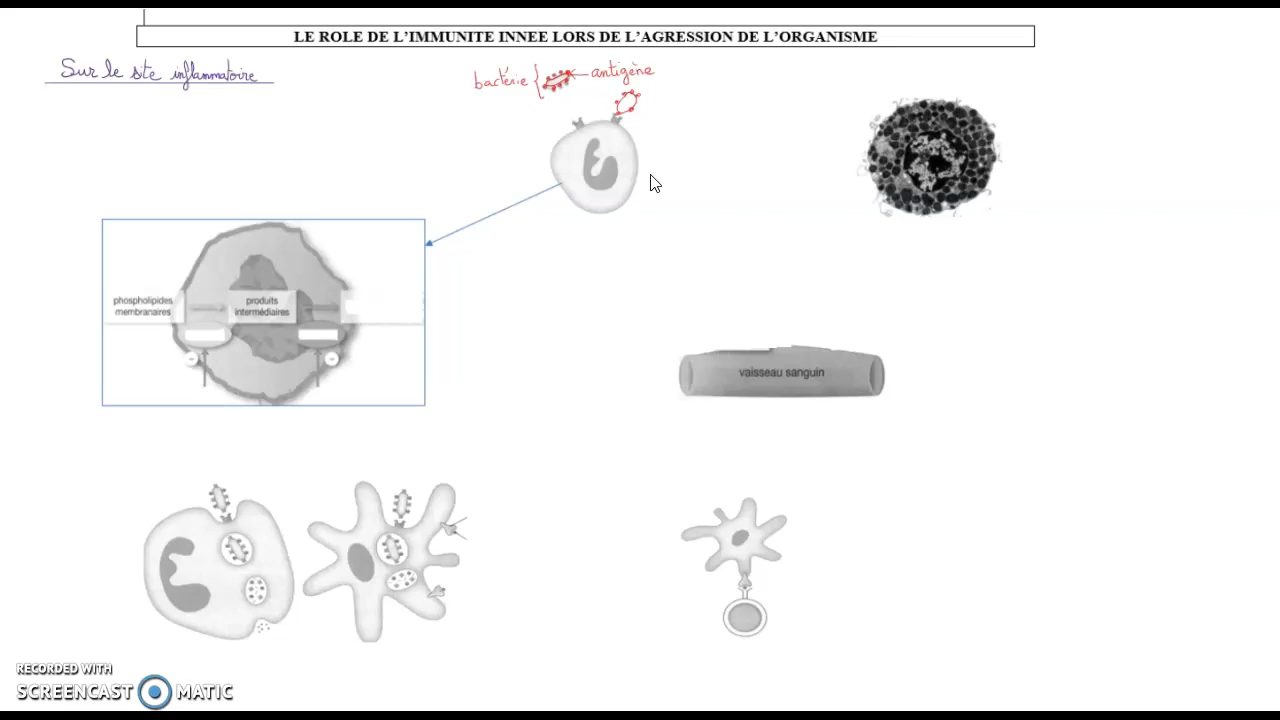 LE ROLE DE L’IMMUNITE INNEE LORS DE L’AGRESSION DE L’ORGANISME
Sur le site inflammatoire
bactérie
antigène
phospholipides
membranaires
produits
intermédiaires
-
-
vaisseau sanguin
RECORDED WITH
SCREENCAST MATIC